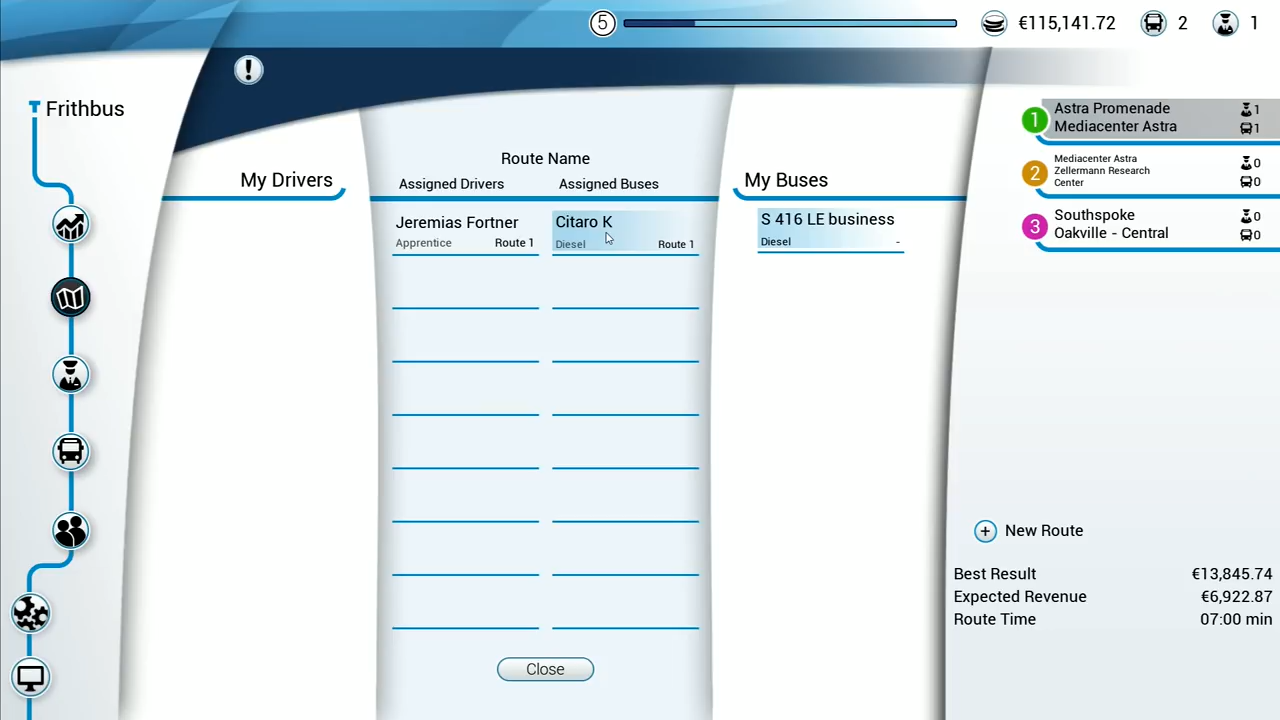 5
€115,141.72
2
1
!
Frithbus
Route Name
My Drivers
Assigned Drivers
Assigned Buses
My Buses
Jeremias Fortner
Apprentice
Route 1
Citaro K
Diesel
Route 1
S 416 LE business
Diesel
-
Close
1
Astra Promenade
Mediacenter Astra
1
1
2
Mediacenter Astra
Zellermann Research
Center
0
0
3
Southspoke
Oakville - Central
0
0
+ New Route
Best Result €13,845.74
Expected Revenue €6,922.87
Route Time 07:00 min